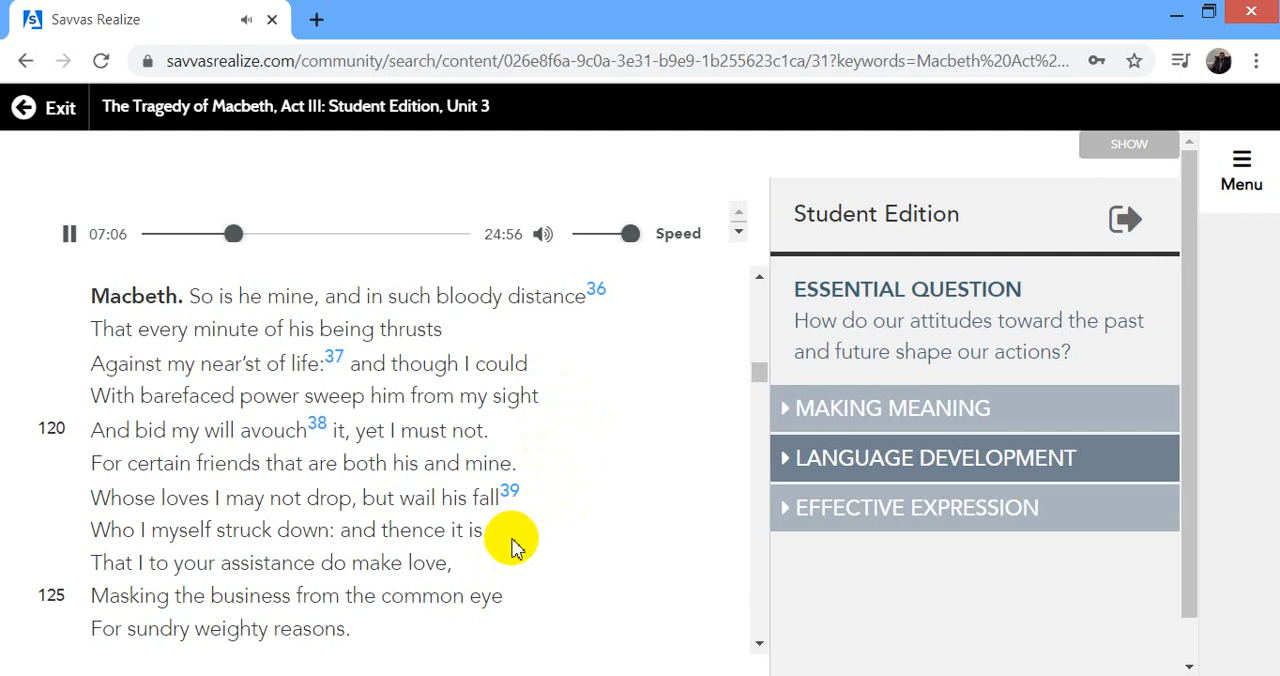 Savvas Realize
savvasrealize.com/community/search/content/026e8f6a-9c0a-3e31-b9e9-1b255623c1ca/31?keywords=Macbeth%20Act%2...
Exit
The Tragedy of Macbeth, Act III: Student Edition, Unit 3
SHOW
Menu
07:06
24:56
Speed
Macbeth. So is he mine, and in such bloody distance36
That every minute of his being thrusts
Against my near'st of life:37 and though I could
With barefaced power sweep him from my sight
120 And bid my will avouch38 it, yet I must not.
For certain friends that are both his and mine.
Whose loves I may not drop, but wail his fall39
Who I myself struck down: and thence it is
That I to your assistance do make love,
125 Masking the business from the common eye
For sundry weighty reasons.
Student Edition
ESSENTIAL QUESTION
How do our attitudes toward the past
and future shape our actions?
MAKING MEANING
LANGUAGE DEVELOPMENT
EFFECTIVE EXPRESSION